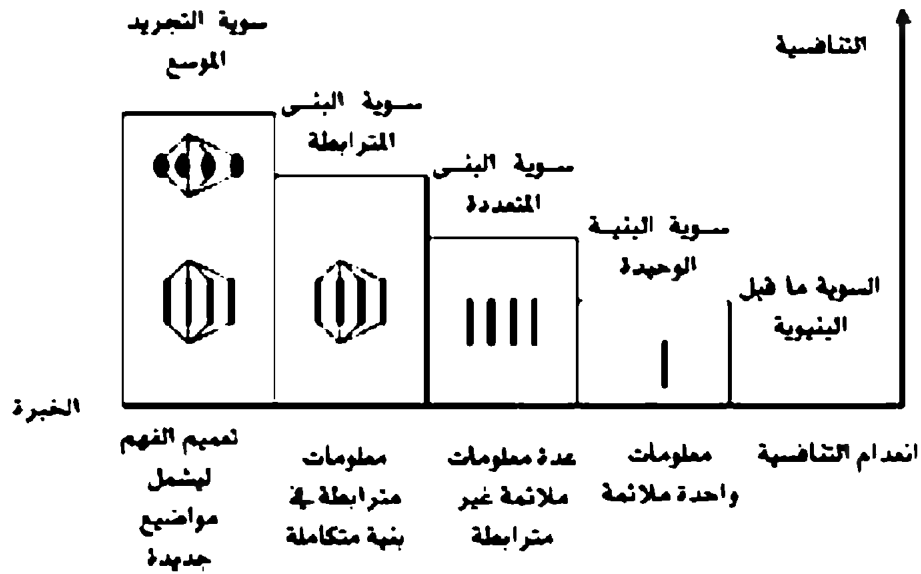 التنافسية
سوية التجريد
الموسع
سوية البنى
المترابطة
سوية البنى
المتعددة
سوية البنية
الوحيدة
السوية ما قبل
البنيوية
الخبرة
انعدام التنافسية
معلومات
واحدة ملائمة
عدة معلومات
ملائمة غير
مترابطة
معلومات
مترابطة في
بنية متكاملة
تعميم الفهم
ليشمل
مواضيع
جديدة